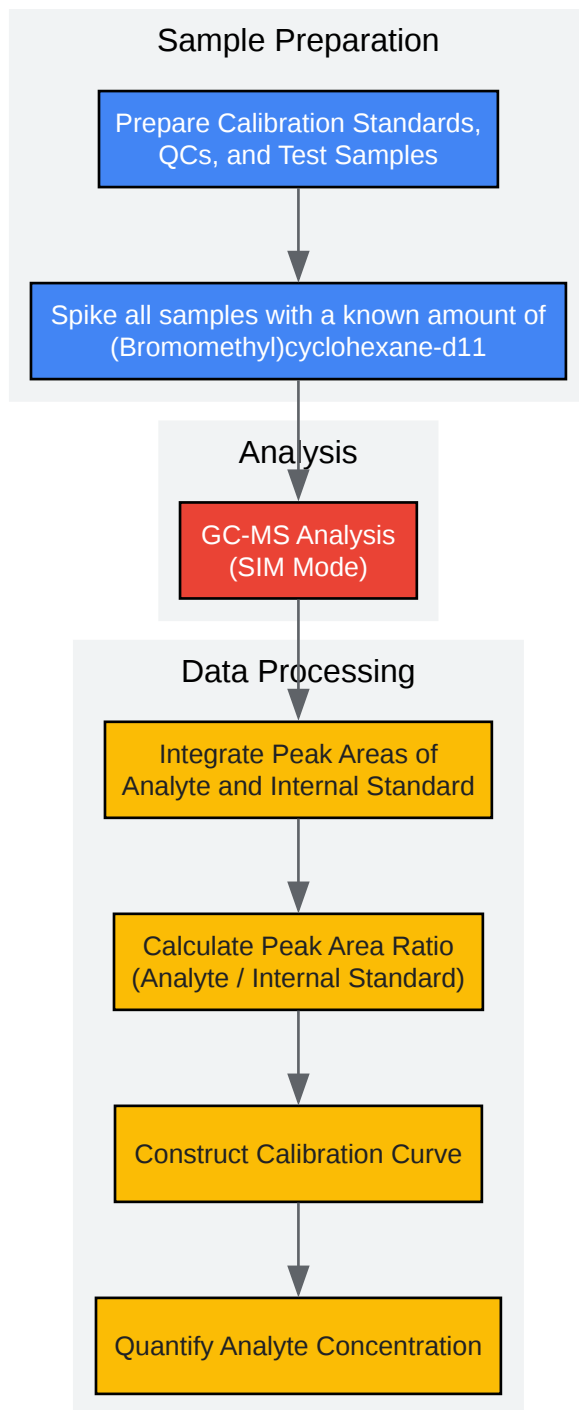 Sample Preparation
Prepare Calibration Standards,
QCs, and Test Samples
Spike all samples with a known amount of
(Bromomethyl)cyclohexane-d11
Analysis
GC-MS Analysis
(SIM Mode)
Data Processing
Integrate Peak Areas of
Analyte and Internal Standard
Calculate Peak Area Ratio
(Analyte / Internal Standard)
Construct Calibration Curve
Quantify Analyte Concentration